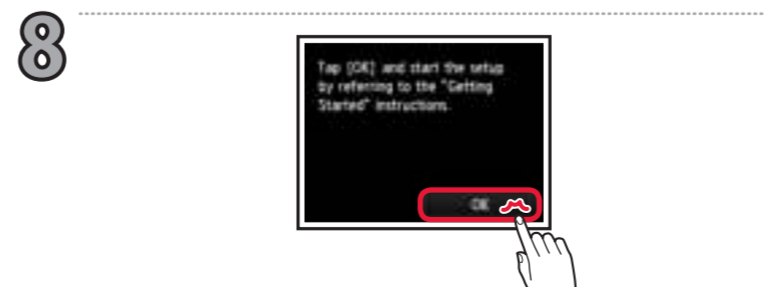 8
Tap [OK] and start the setup
by referring to the "Getting
Started" instructions.
OK